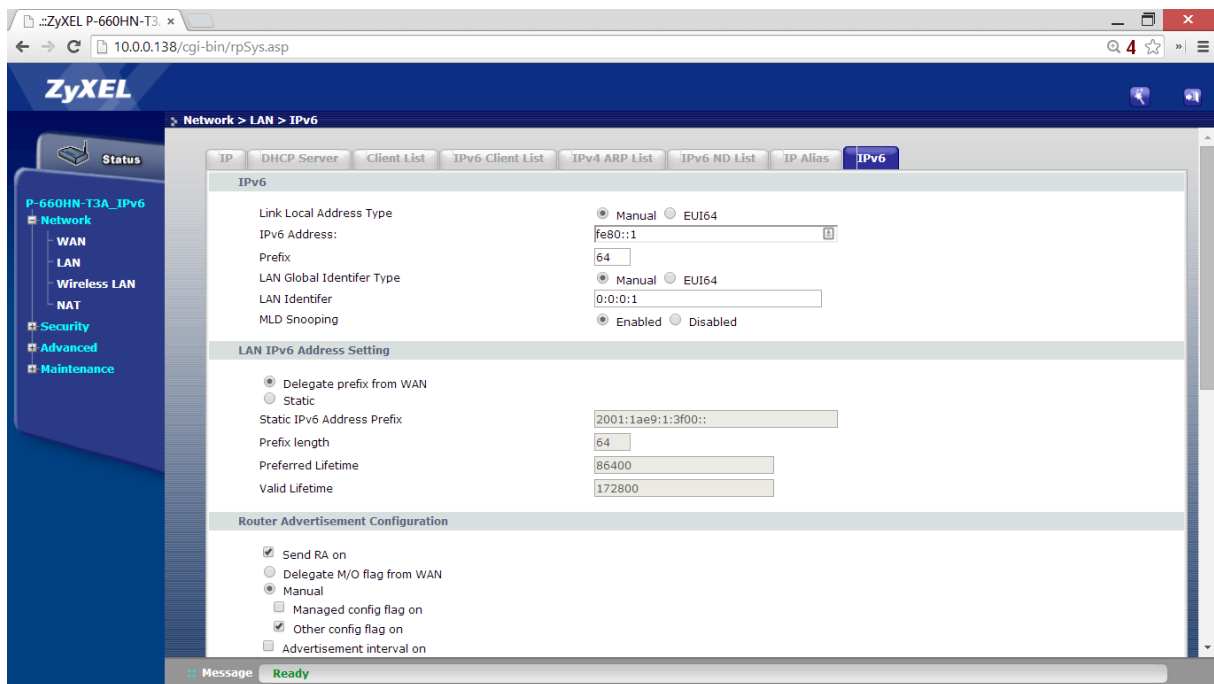 .::ZyXEL P-660HN-T3
10.0.0.138/cgi-bin/rpSys.asp
4
»
ZyXEL
Network > LAN > IPv6
Status
P-660HN-T3A_IPv6
Network
WAN
LAN
Wireless LAN
NAT
Security
Advanced
Maintenance
IP DHCP Server Client List IPv6 Client List IPv4 ARP List IPv6 ND List IP Alias IPv6
IPv6
Link Local Address Type Manual EUI64
IPv6 Address: fe80::1
Prefix 64
LAN Global Identifer Type Manual EUI64
LAN Identifer 0:0:0:1
MLD Snooping Enabled Disabled
LAN IPv6 Address Setting
Delegate prefix from WAN
Static
Static IPv6 Address Prefix 2001:1ae9:1:3f00::
Prefix length 64
Preferred Lifetime 86400
Valid Lifetime 172800
Router Advertisement Configuration
Send RA on
Delegate M/O flag from WAN
Manual
Managed config flag on
Other config flag on
Advertisement interval on
Message Ready